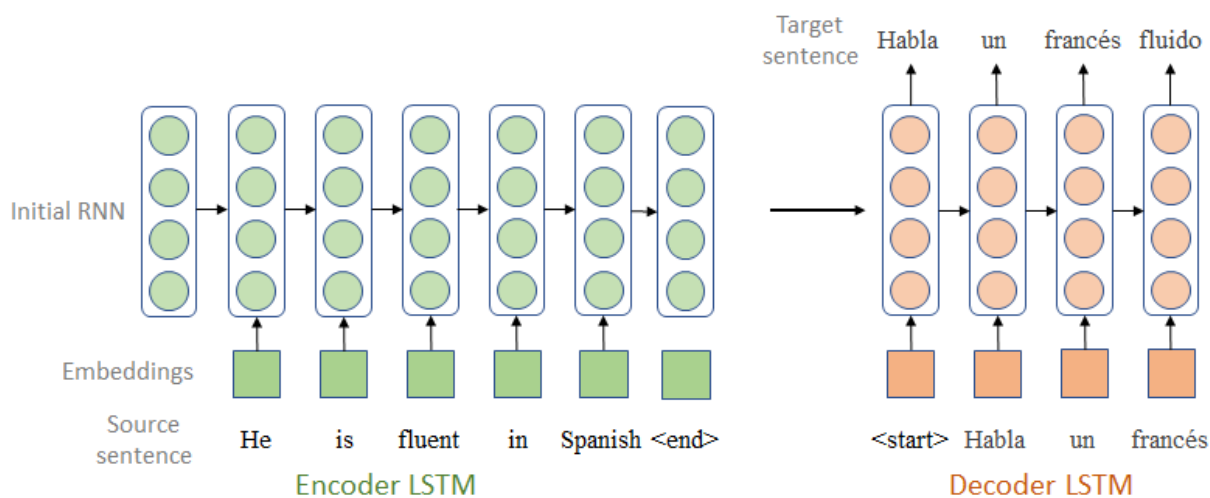 Target
sentence
Habla un francés fluido
Initial RNN
Embeddings
Source
sentence
He is fluent in Spanish <end>
<start> Habla un francés
Encoder LSTM
Decoder LSTM